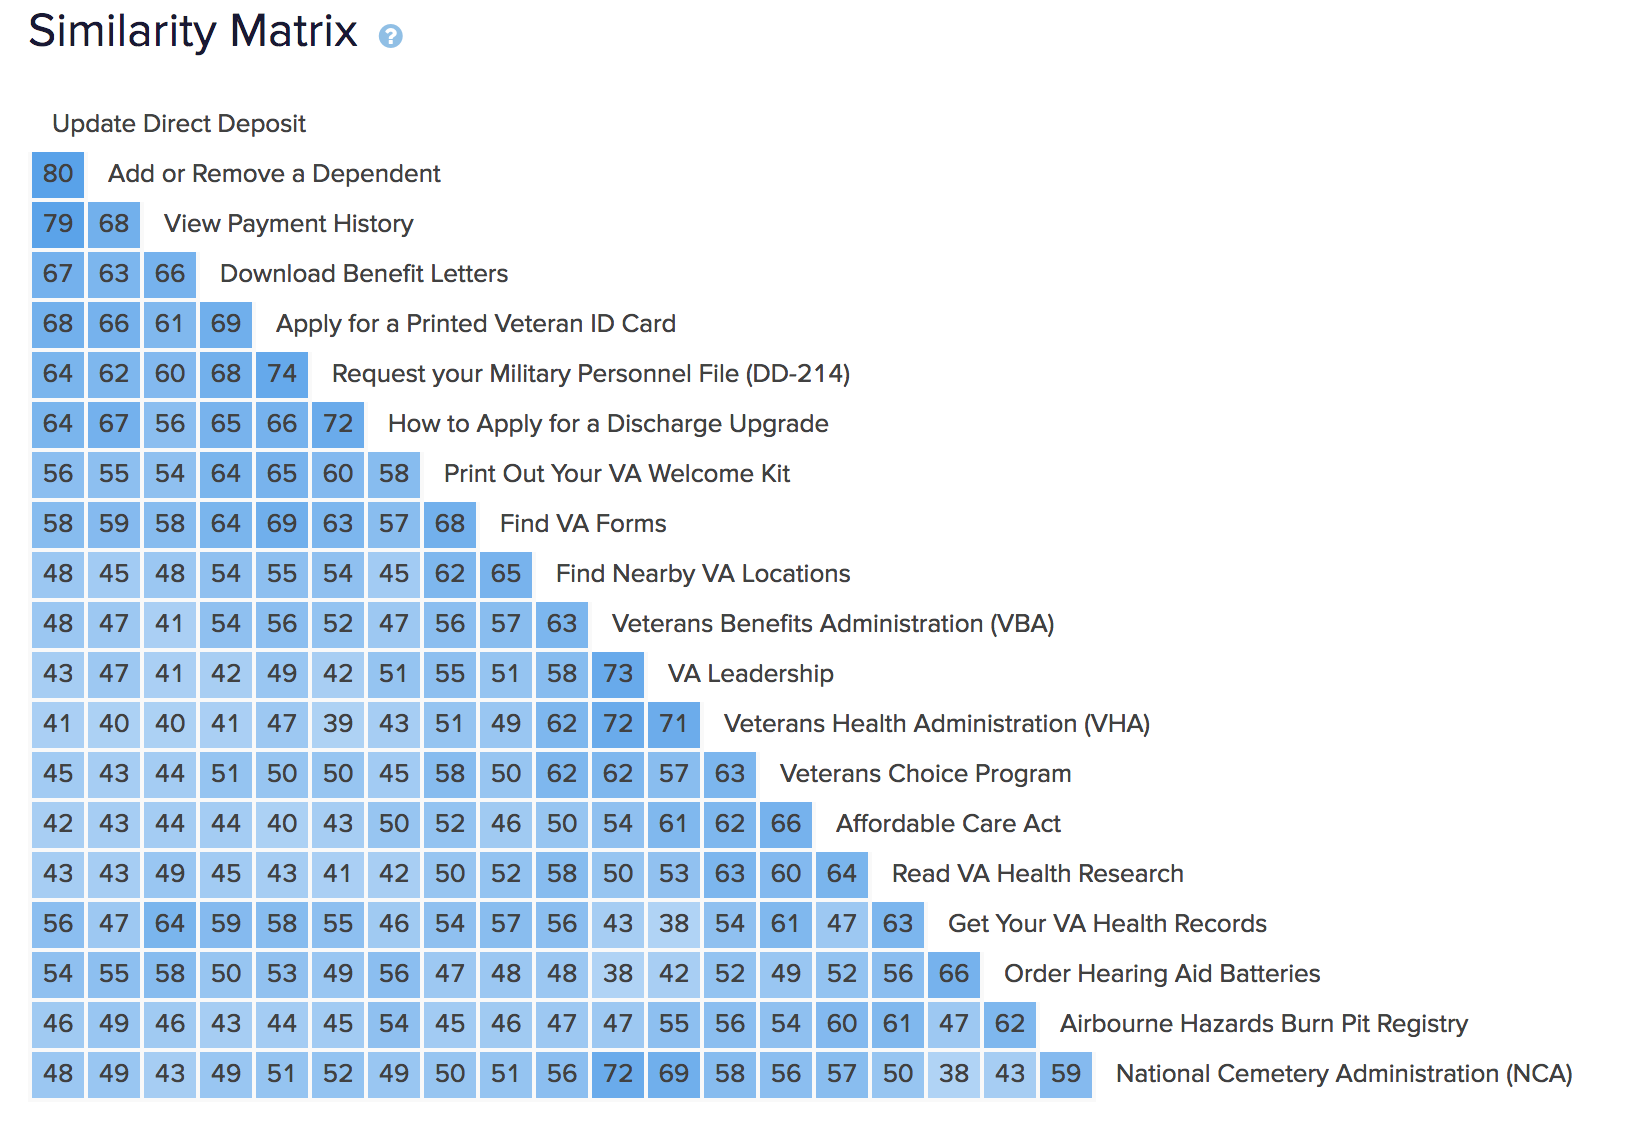 Similarity Matrix ?
Update Direct Deposit
80 Add or Remove a Dependent
79 68 View Payment History
67 63 66 Download Benefit Letters
68 66 61 69 Apply for a Printed Veteran ID Card
64 62 60 68 74 Request your Military Personnel File (DD-214)
64 67 56 65 66 72 How to Apply for a Discharge Upgrade
56 55 54 64 65 60 58 Print Out Your VA Welcome Kit
58 59 58 64 69 63 57 68 Find VA Forms
48 45 48 54 55 54 45 62 65 Find Nearby VA Locations
48 47 41 54 56 52 47 56 57 63 Veterans Benefits Administration (VBA)
43 47 41 42 49 42 51 55 51 58 73 VA Leadership
41 40 40 41 47 39 43 51 49 62 72 71 Veterans Health Administration (VHA)
45 43 44 51 50 50 45 58 50 62 62 57 63 Veterans Choice Program
42 43 44 44 40 43 50 52 46 50 54 61 62 66 Affordable Care Act
43 43 49 45 43 41 42 50 52 58 50 53 63 60 64 Read VA Health Research
56 47 64 59 58 55 46 54 57 56 43 38 54 61 47 63 Get Your VA Health Records
54 55 58 50 53 49 56 47 48 48 38 42 52 49 52 56 66 Order Hearing Aid Batteries
46 49 46 43 44 45 54 45 46 47 47 55 56 54 60 61 47 62 Airbourne Hazards Burn Pit Registry
48 49 43 49 51 52 49 50 51 56 72 69 58 56 57 50 38 43 59 National Cemetery Administration (NCA)